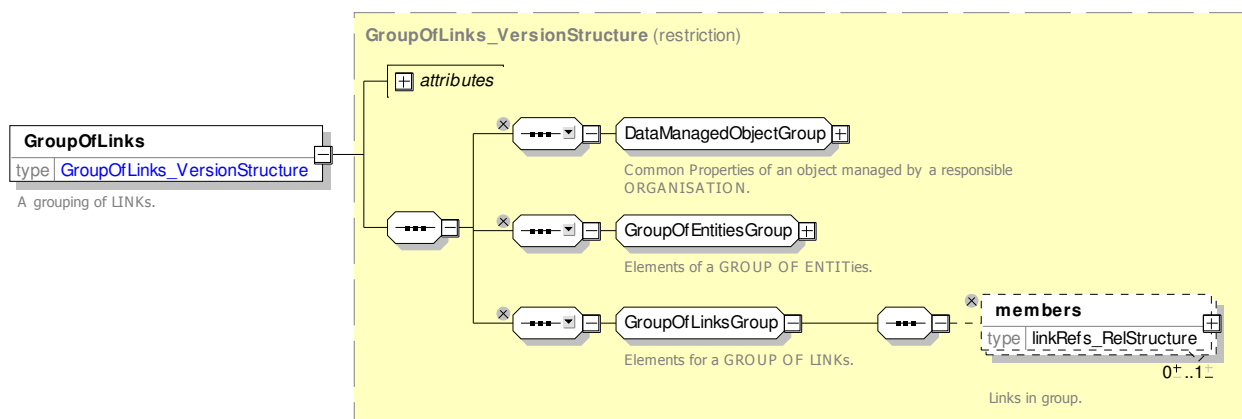 GroupOfLinks_VersionStructure (restriction)
attributes
GroupOfLinks
type GroupOfLinks_VersionStructure
A grouping of LINKs.
DataManagedObjectGroup
Common Properties of an object managed by a responsible
ORGANISATION.
GroupOfEntitiesGroup
Elements of a GROUP OF ENTITies.
GroupOfLinksGroup
Elements for a GROUP OF LINKs.
members
type linkRefs_RelStructure
0..1
Links in group.